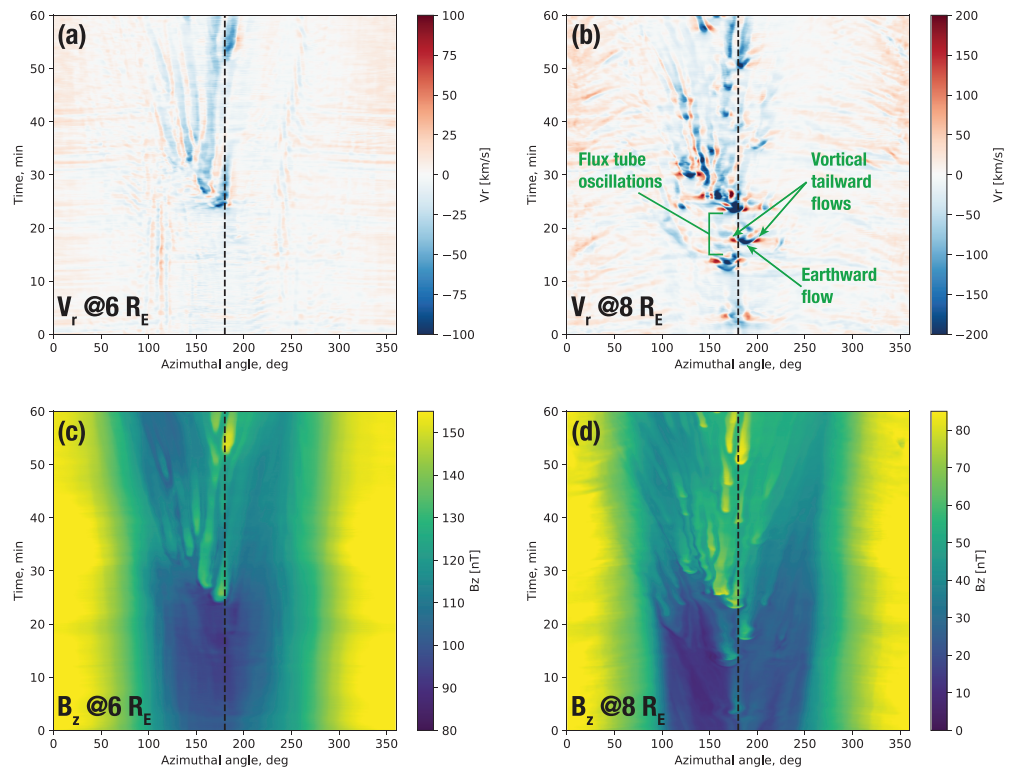 (a)
V_r @6 R_E
Time, min
60
50
40
30
20
10
0
0 50 100 150 200 250 300 350
Azimuthal angle, deg
100
75
50
25
0
−25
−50
−75
−100
Vr [km/s]
(b)
Flux tube
oscillations
Vortical
tailward
flows
Earthward
flow
V_r @8 R_E
Time, min
60
50
40
30
20
10
0
0 50 100 150 200 250 300 350
Azimuthal angle, deg
200
150
100
50
0
−50
−100
−150
−200
Vr [km/s]
(c)
B_z @6 R_E
Time, min
60
50
40
30
20
10
0
0 50 100 150 200 250 300 350
Azimuthal angle, deg
150
140
130
120
110
100
90
80
Bz [nT]
(d)
B_z @8 R_E
Time, min
60
50
40
30
20
10
0
0 50 100 150 200 250 300 350
Azimuthal angle, deg
80
70
60
50
40
30
20
10
0
Bz [nT]